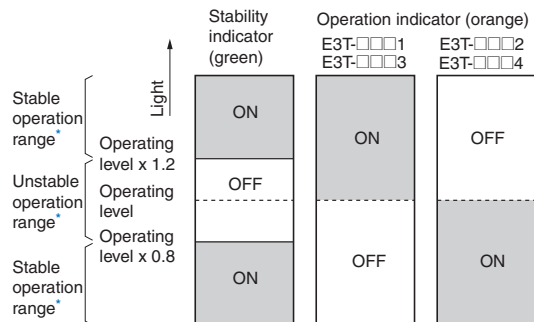 Stability
indicator
(green)
Operation indicator (orange)
E3T-□□□1
E3T-□□□3
E3T-□□□2
E3T-□□□4
Light
Stable
operation
range*
Operating
level x 1.2
Unstable
operation
range*
Operating
level
Operating
level x 0.8
Stable
operation
range*
ON
OFF
ON
ON
OFF
OFF
ON